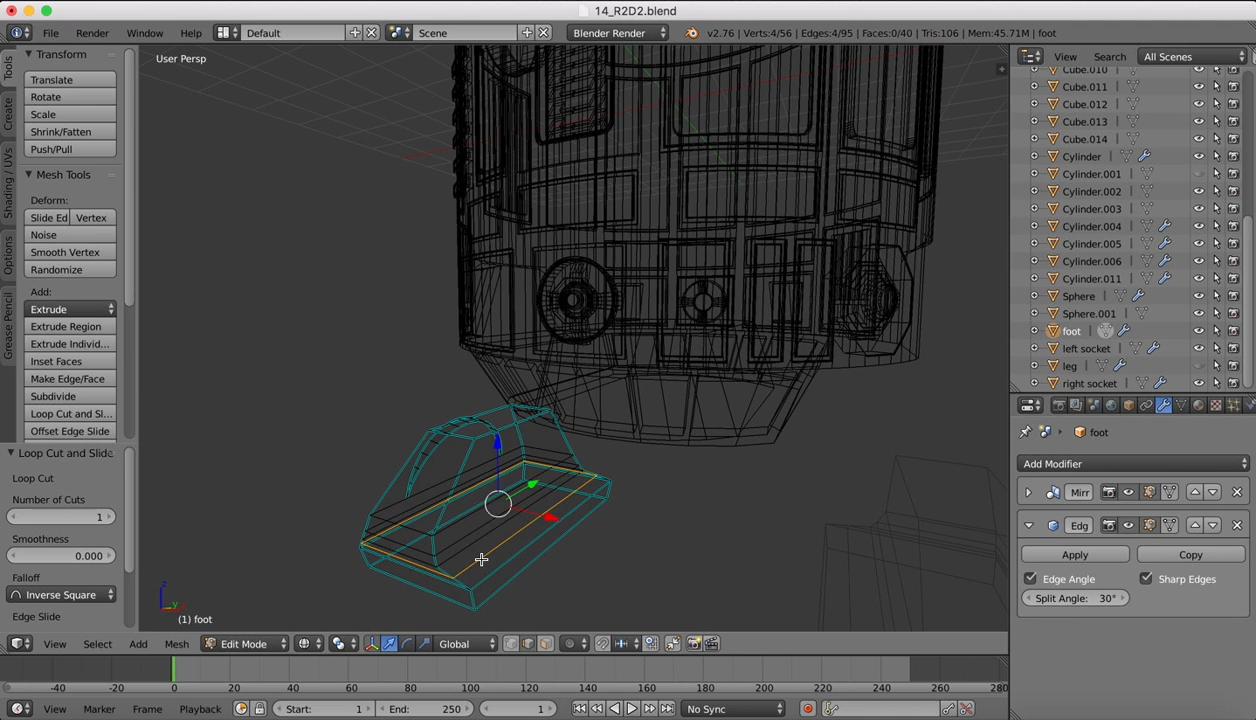 14_R2D2.blend
File Render Window Help Default Scene Blender Render v2.76 | Verts:4/56 | Edges:4/95 | Faces:0/40 | Tris:106 | Mem:45.71M | foot
Tools
Create
Shading / UVs
Options
Grease Pencil
Transform
Translate
Rotate
Scale
Shrink/Fatten
Push/Pull
Mesh Tools
Deform:
Slide Ed Vertex
Noise
Smooth Vertex
Randomize
Add:
Extrude
Extrude Region
Extrude Individ...
Inset Faces
Make Edge/Face
Subdivide
Loop Cut and Sl...
Offset Edge Slide
Loop Cut and Slide
Loop Cut
Number of Cuts
1
Smoothness
0.000
Falloff
Inverse Square
Edge Slide
User Persp
z
y
(1) foot
View Select Add Mesh Edit Mode Global
-40 -20 0 20 40 60 80 100 120 140 160 180 200 220 240 260 280
View Marker Frame Playback Start: 1 End: 250 1 No Sync
View Search All Scenes
Cube.010
Cube.011
Cube.012
Cube.013
Cube.014
Cylinder
Cylinder.001
Cylinder.002
Cylinder.003
Cylinder.004
Cylinder.005
Cylinder.006
Cylinder.011
Sphere
Sphere.001
foot
left socket
leg
right socket
foot
Add Modifier
Mirr
Edg
Apply Copy
Edge Angle Sharp Edges
Split Angle: 30°